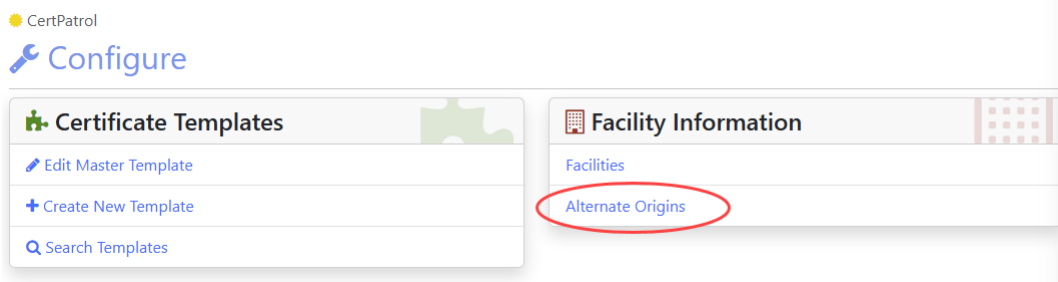 CertPatrol
Configure
Certificate Templates
Edit Master Template
Create New Template
Search Templates
Facility Information
Facilities
Alternate Origins